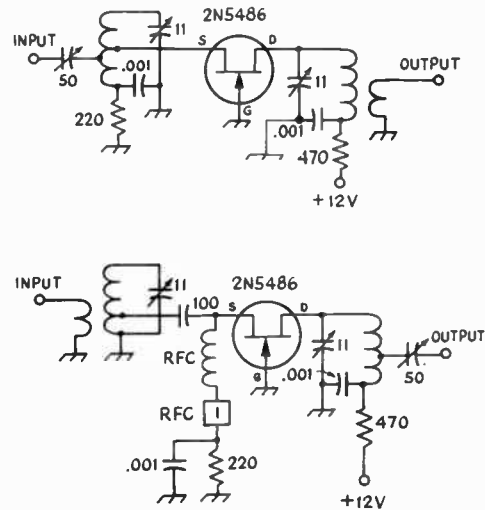 2N5486
INPUT
11
S
D
OUTPUT
50
.001
11
G
220
.001
470
+12V
2N5486
INPUT
11
100
S
D
OUTPUT
RFC
11
G
.001
50
RFC
1
470
.001
220
+12V